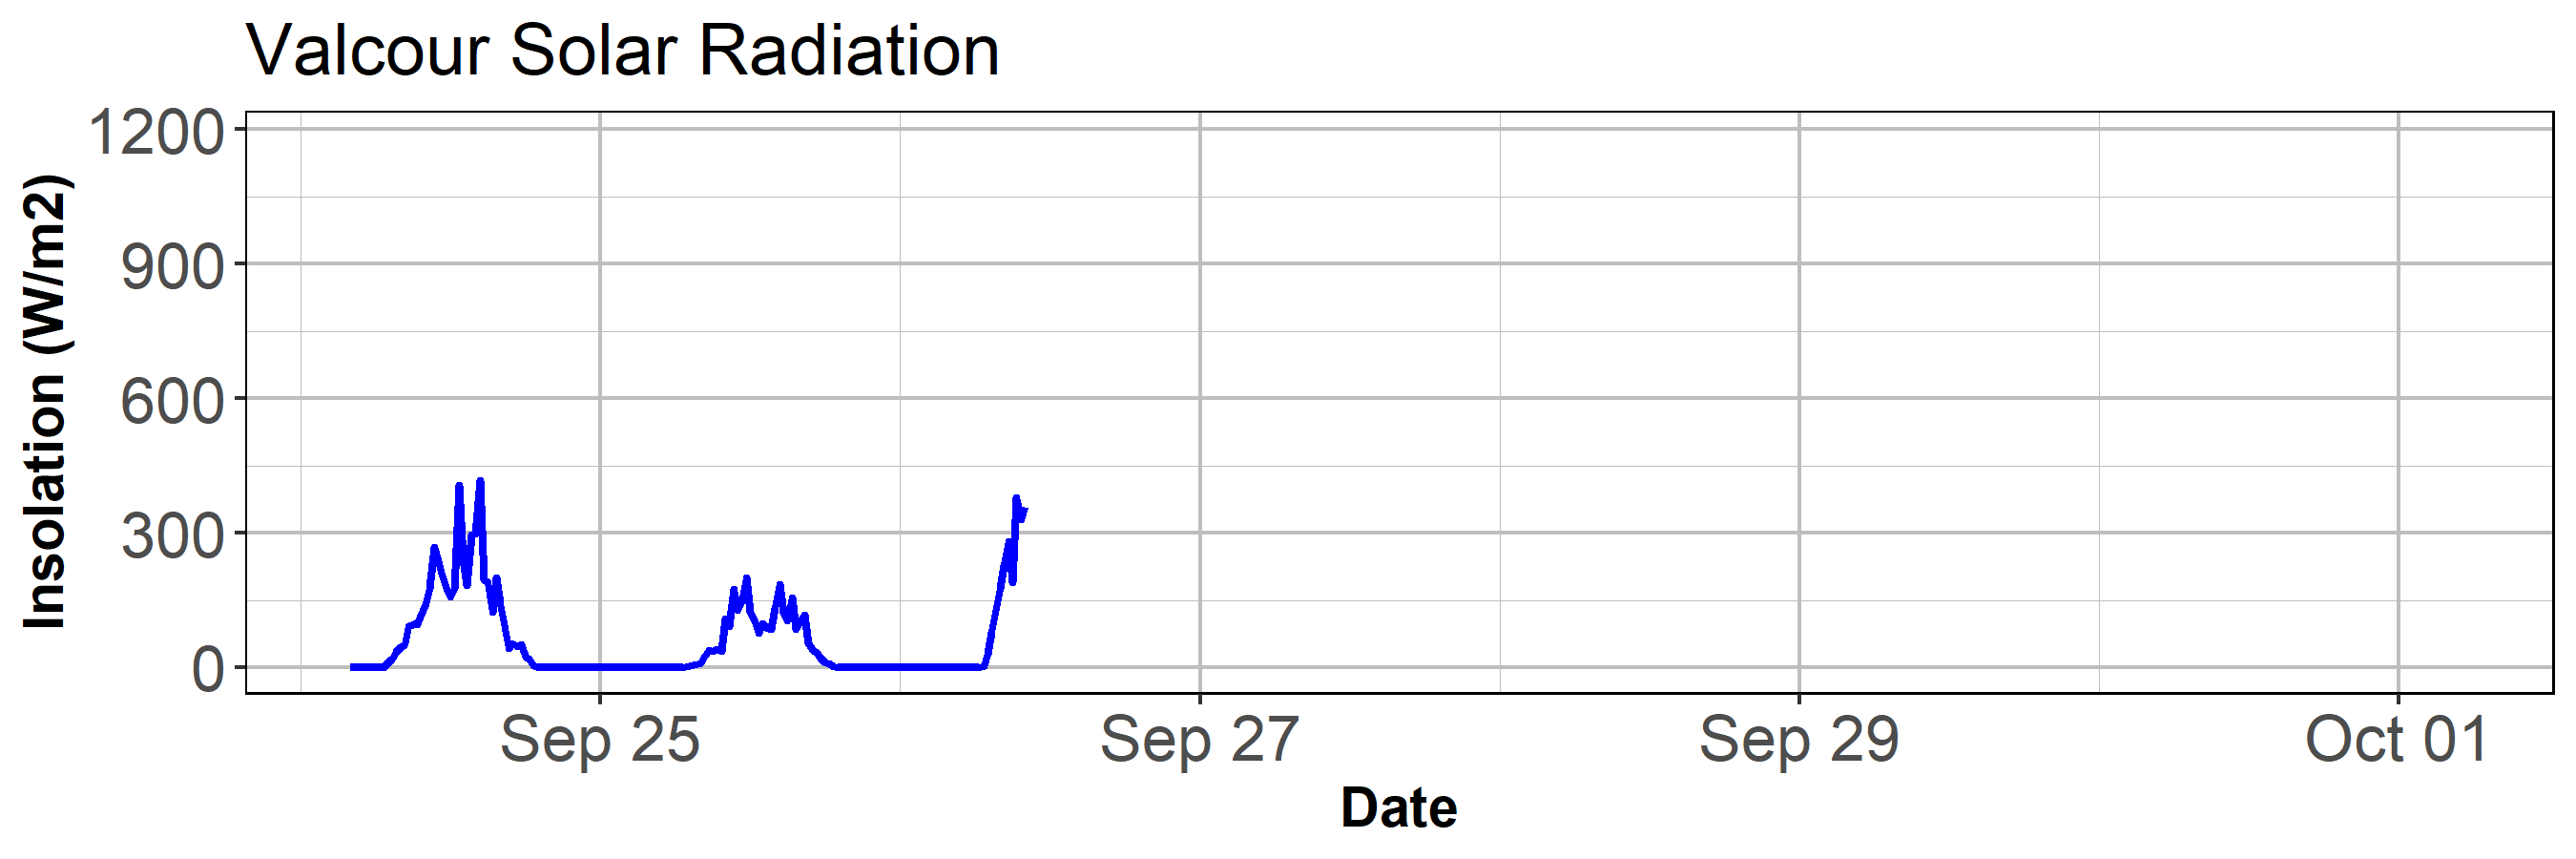 Valcour Solar Radiation
1200
900
600
300
0
Insolation (W/m2)
Sep 25
Sep 27
Sep 29
Oct 01
Date